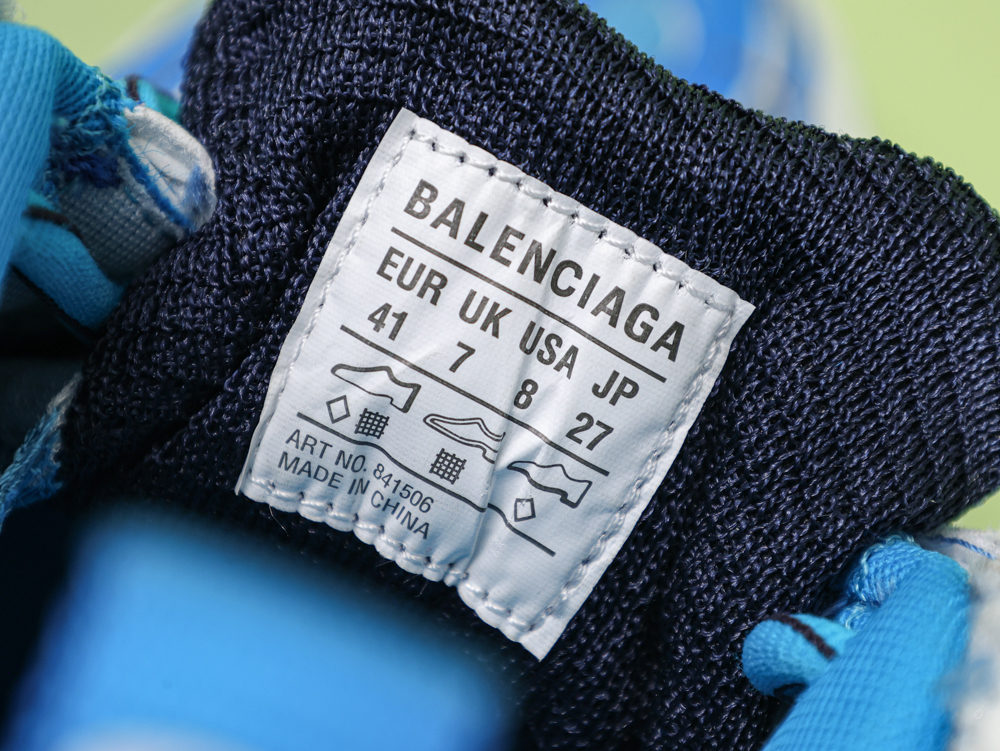 BALENCIAGA
EUR UK USA JP
41 7 8 27
ART NO. 841506
MADE IN CHINA